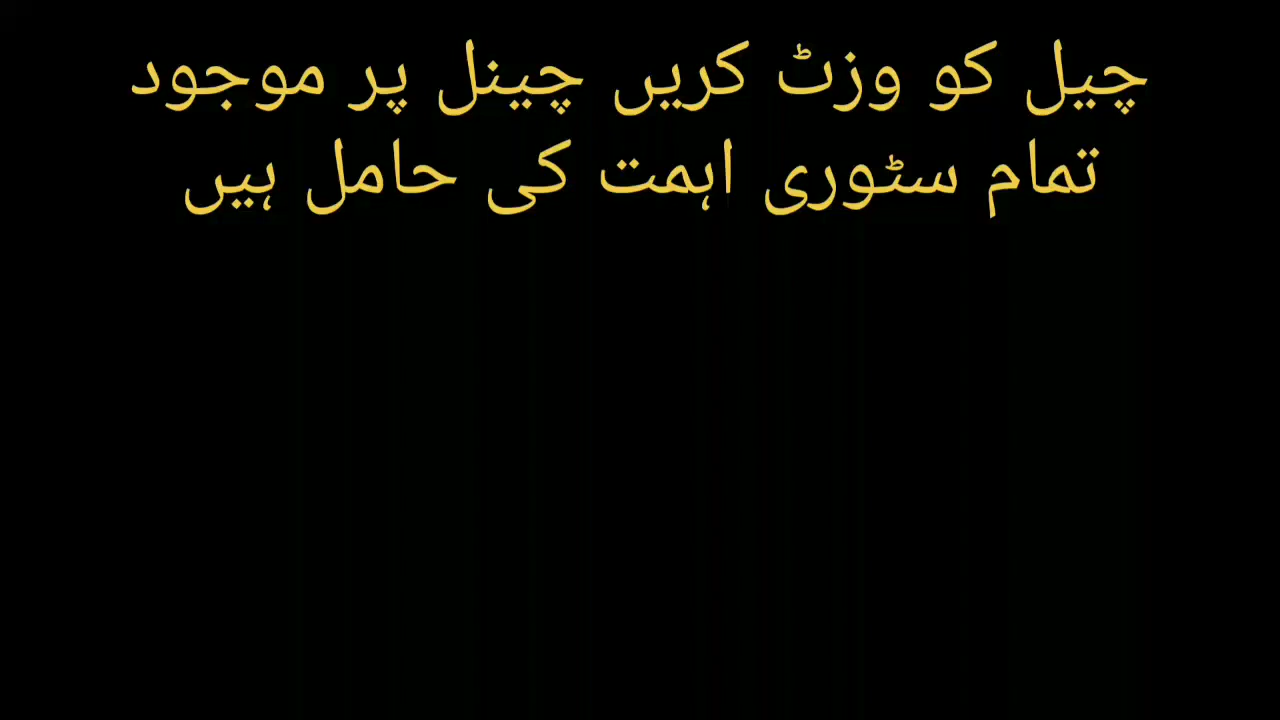 چیل کو وزٹ کریں چینل پر موجود
تمام سٹوری اہمت کی حامل ہیں